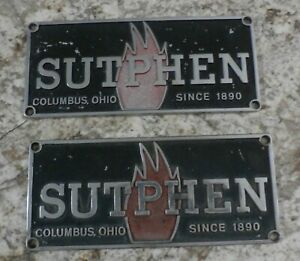 SUTPHEN
COLUMBUS, OHIO SINCE 1890
SUTPHEN
COLUMBUS, OHIO SINCE 1890